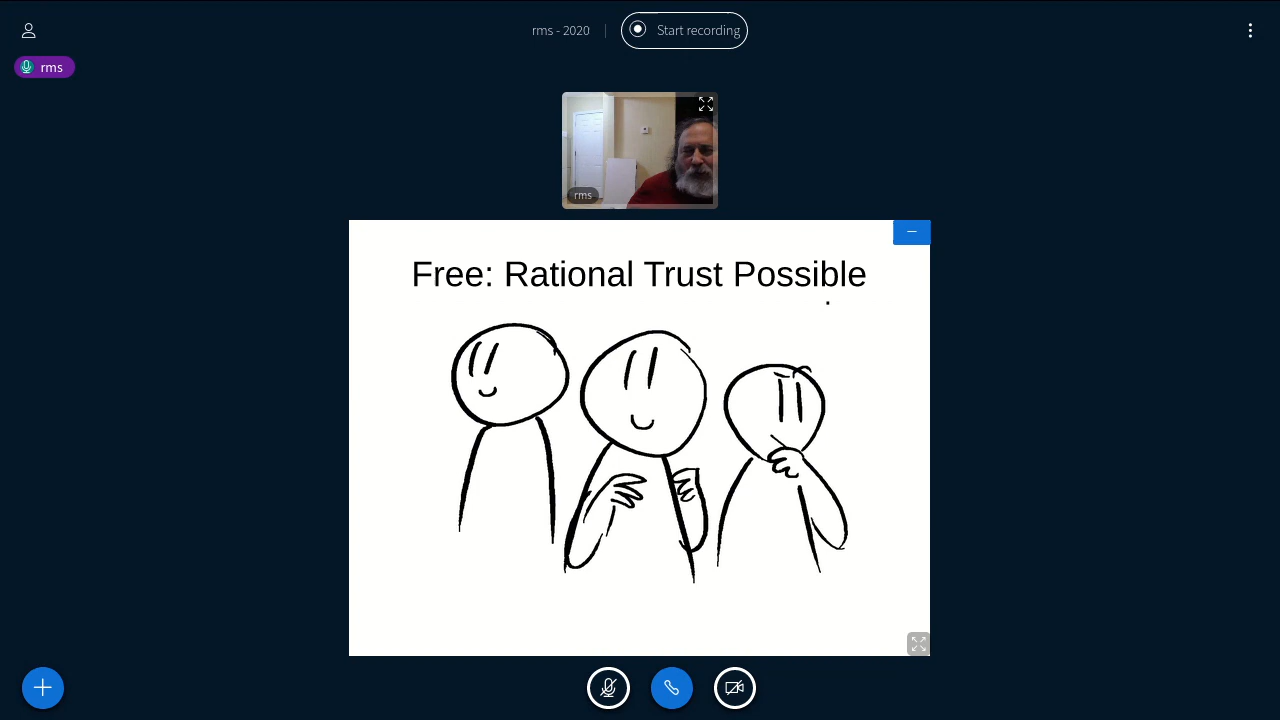 rms - 2020
Start recording
rms
rms
Free: Rational Trust Possible